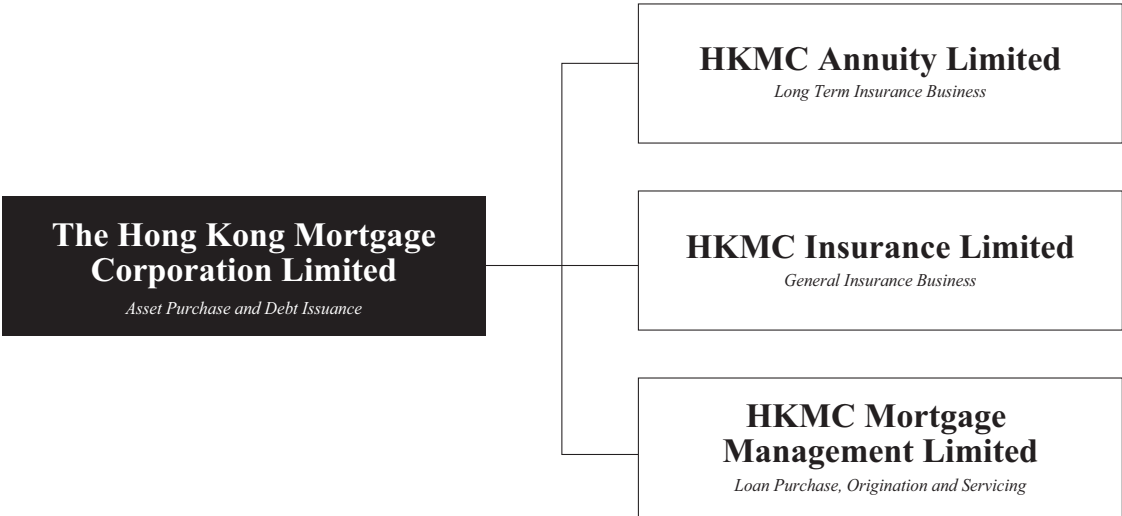 The Hong Kong Mortgage
Corporation Limited
Asset Purchase and Debt Issuance
HKMC Annuity Limited
Long Term Insurance Business
HKMC Insurance Limited
General Insurance Business
HKMC Mortgage
Management Limited
Loan Purchase, Origination and Servicing